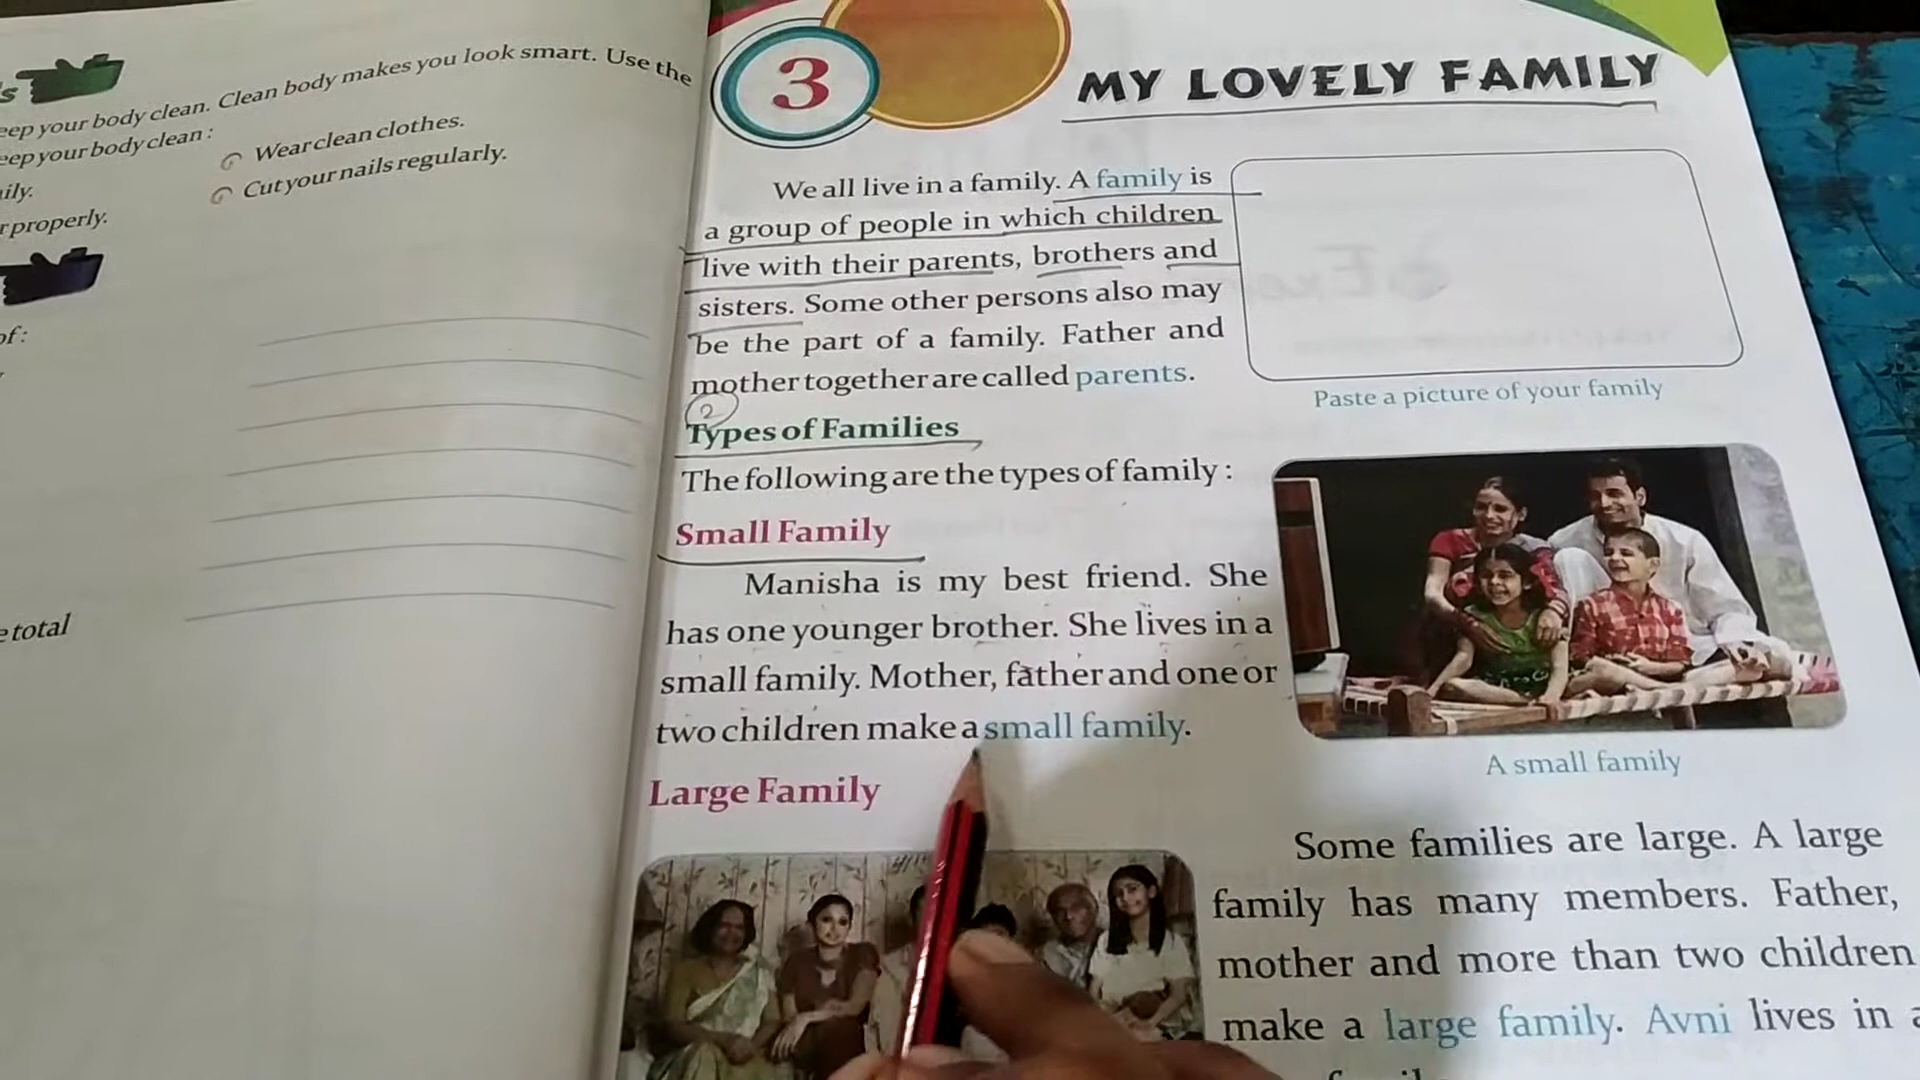 keep your body clean. Clean body makes you look smart. Use the
keep your body clean :
Wear clean clothes.
Cut your nails regularly.
properly.
of :
total
3
MY LOVELY FAMILY
We all live in a family. A family is
a group of people in which children
live with their parents, brothers and
sisters. Some other persons also may
be the part of a family. Father and
mother together are called parents.
Paste a picture of your family
2
Types of Families
The following are the types of family :
Small Family
Manisha is my best friend. She
has one younger brother. She lives in a
small family. Mother, father and one or
two children make a small family.
A small family
Large Family
Some families are large. A large
family has many members. Father,
mother and more than two children
make a large family. Avni lives in a